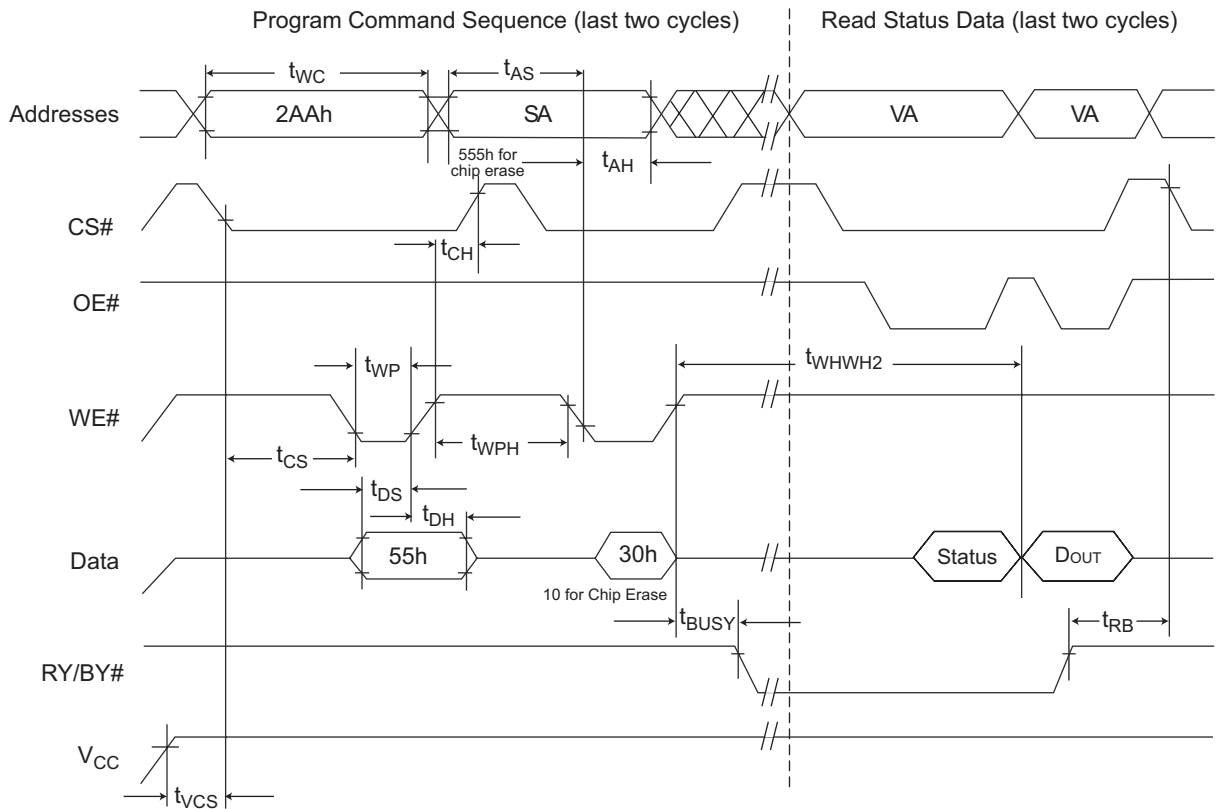 Program Command Sequence (last two cycles)
Read Status Data (last two cycles)
tWC
tAS
Addresses
2AAh
SA
VA
VA
555h for
chip erase
tAH
CS#
tCH
OE#
tWP
tWHWH2
WE#
tCS
tWPH
tDS
tDH
Data
55h
30h
Status
DOUT
10 for Chip Erase
tBUSY
tRB
RY/BY#
VCC
tVCS